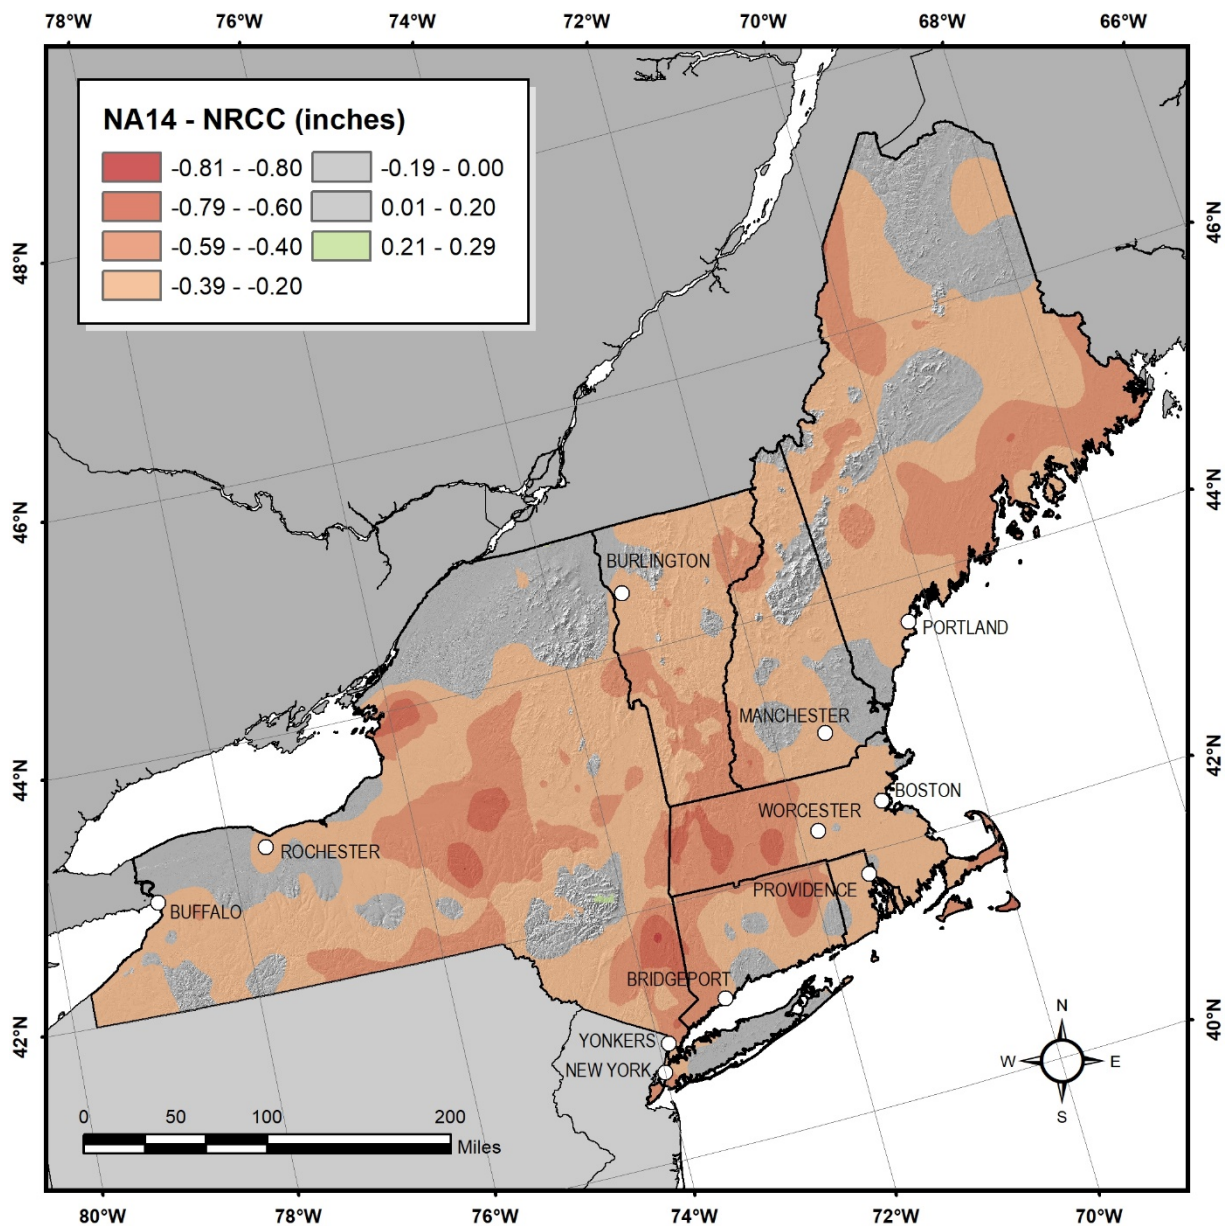 78°W 76°W 74°W 72°W 70°W 68°W 66°W
NA14 - NRCC (inches)
-0.81 - -0.80 -0.19 - 0.00
-0.79 - -0.60 0.01 - 0.20
-0.59 - -0.40 0.21 - 0.29
-0.39 - -0.20
46°N
48°N
44°N
46°N
BURLINGTON
PORTLAND
MANCHESTER
42°N
44°N
BOSTON
WORCESTER
ROCHESTER
PROVIDENCE
BUFFALO
BRIDGEPORT
N
40°N
42°N
YONKERS
W E
NEW YORK
S
0 50 100 200
Miles
80°W 78°W 76°W 74°W 72°W 70°W